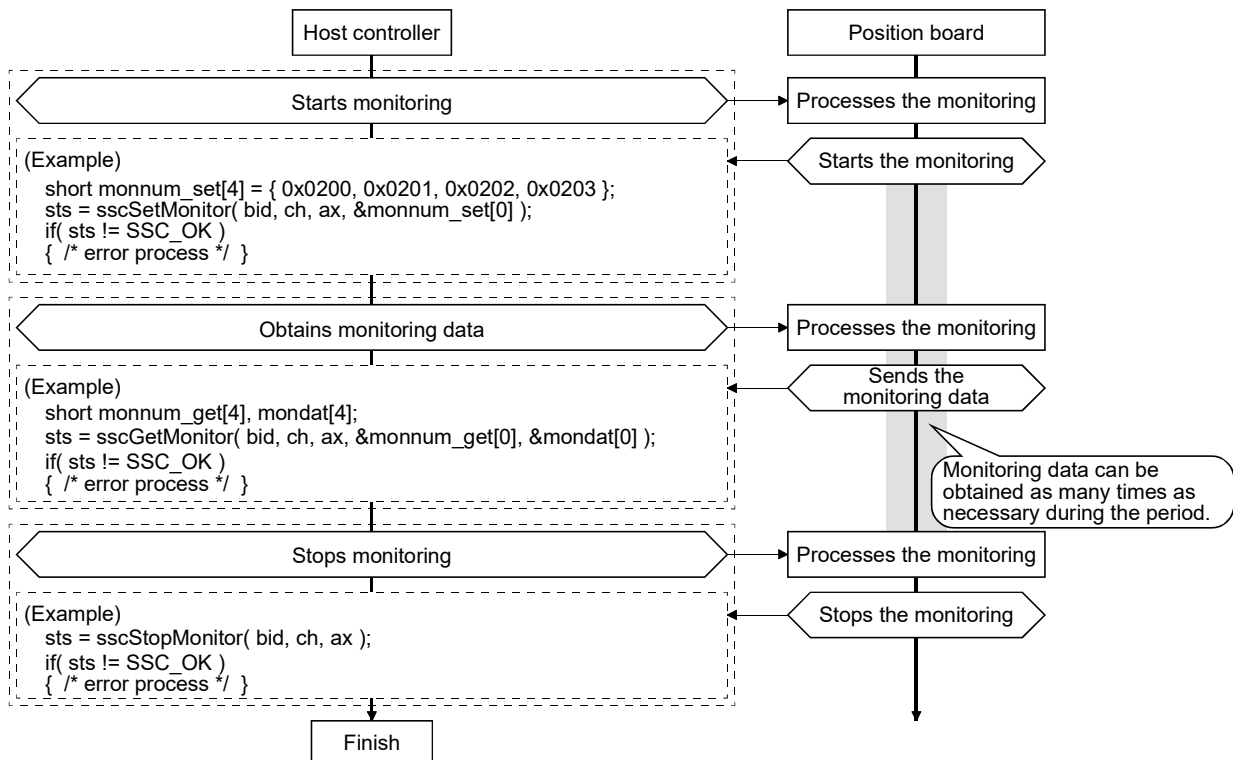 Host controller
Position board
Starts monitoring
Processes the monitoring
Starts the monitoring
(Example)
short monnum_set[4] = { 0x0200, 0x0201, 0x0202, 0x0203 };
sts = sscSetMonitor( bid, ch, ax, &monnum_set[0] );
if( sts != SSC_OK )
{  /* error process */  }
Obtains monitoring data
Processes the monitoring
Sends the
monitoring data
(Example)
short monnum_get[4], mondat[4];
sts = sscGetMonitor( bid, ch, ax, &monnum_get[0], &mondat[0] );
if( sts != SSC_OK )
{  /* error process */  }
Monitoring data can be
obtained as many times as
necessary during the period.
Stops monitoring
Processes the monitoring
Stops the monitoring
(Example)
sts = sscStopMonitor( bid, ch, ax );
if( sts != SSC_OK )
{  /* error process */  }
Finish